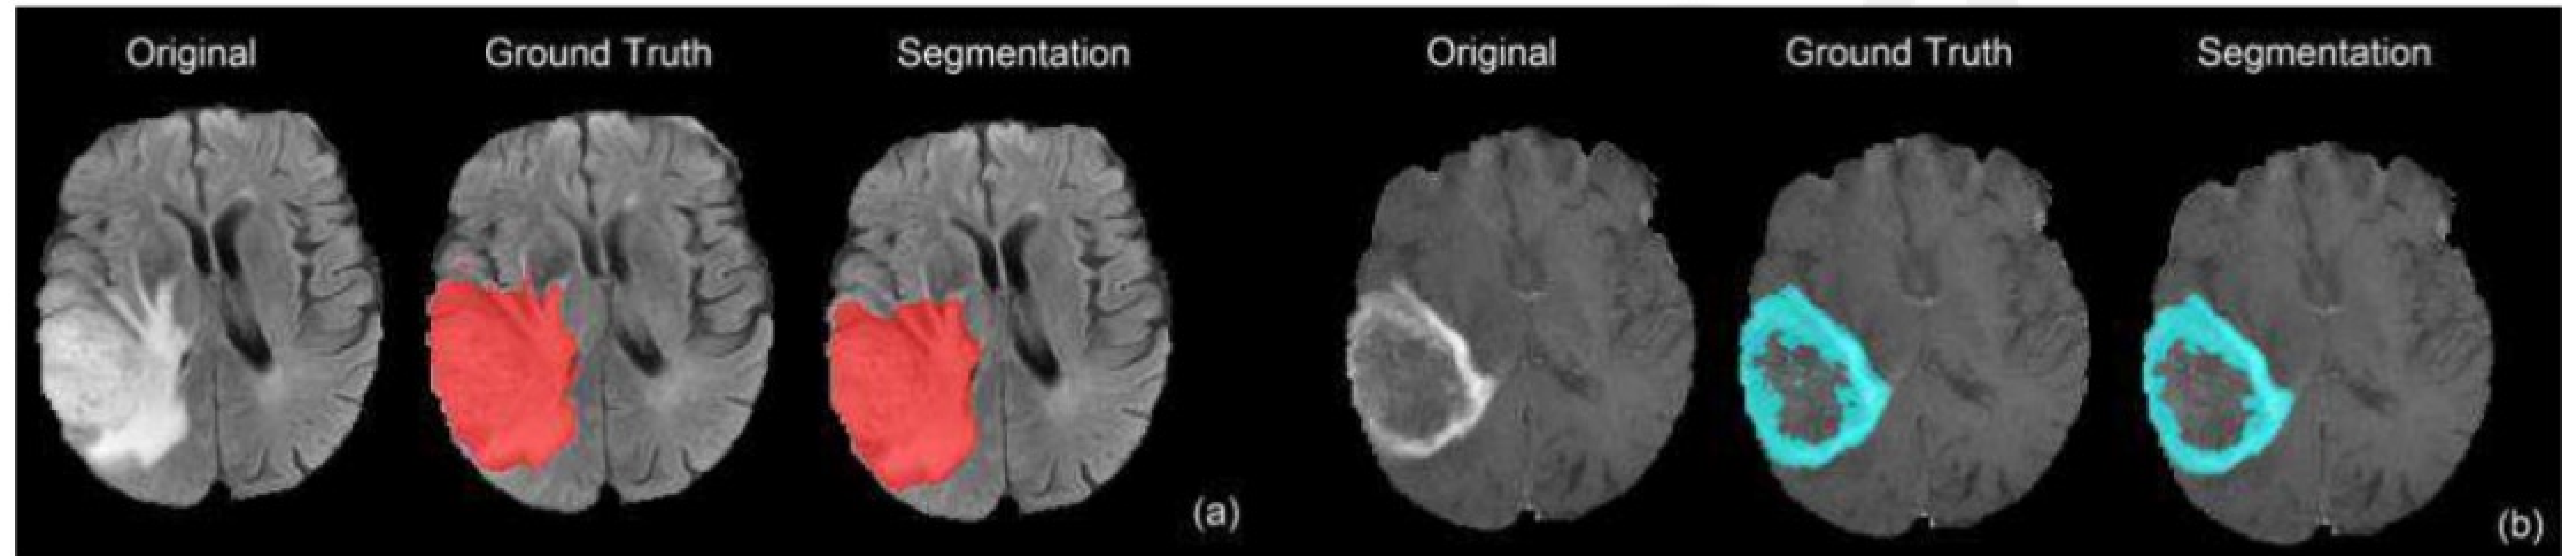 Original
Ground Truth
Segmentation
(a)
Original
Ground Truth
Segmentation
(b)